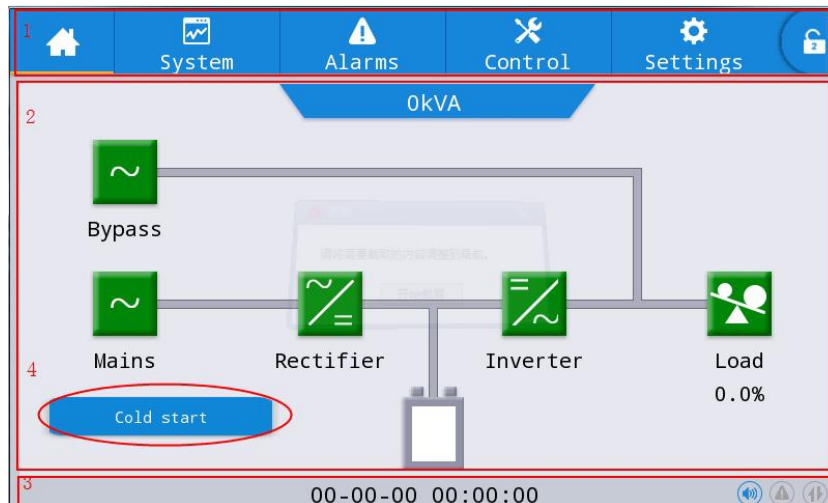 1
System
Alarms
Control
Settings
2
2
0kVA
Bypass
Mains
Rectifier
Inverter
Load
0.0%
4
Cold start
3
00-00-00 00:00:00